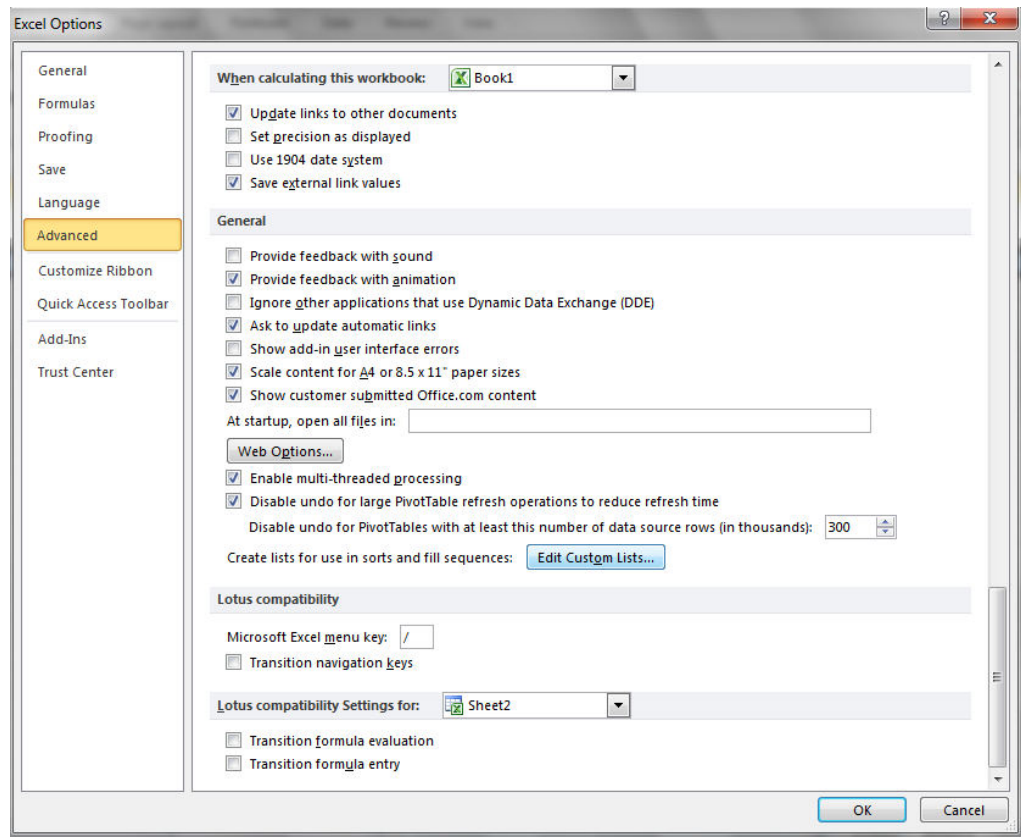 Excel Options
General
Formulas
Proofing
Save
Language
Advanced
Customize Ribbon
Quick Access Toolbar
Add-Ins
Trust Center
When calculating this workbook: Book1
Update links to other documents
Set precision as displayed
Use 1904 date system
Save external link values
General
Provide feedback with sound
Provide feedback with animation
Ignore other applications that use Dynamic Data Exchange (DDE)
Ask to update automatic links
Show add-in user interface errors
Scale content for A4 or 8.5 x 11" paper sizes
Show customer submitted Office.com content
At startup, open all files in:
Web Options...
Enable multi-threaded processing
Disable undo for large PivotTable refresh operations to reduce refresh time
Disable undo for PivotTables with at least this number of data source rows (in thousands): 300
Create lists for use in sorts and fill sequences: Edit Custom Lists...
Lotus compatibility
Microsoft Excel menu key: /
Transition navigation keys
Lotus compatibility Settings for: Sheet2
Transition formula evaluation
Transition formula entry
OK Cancel